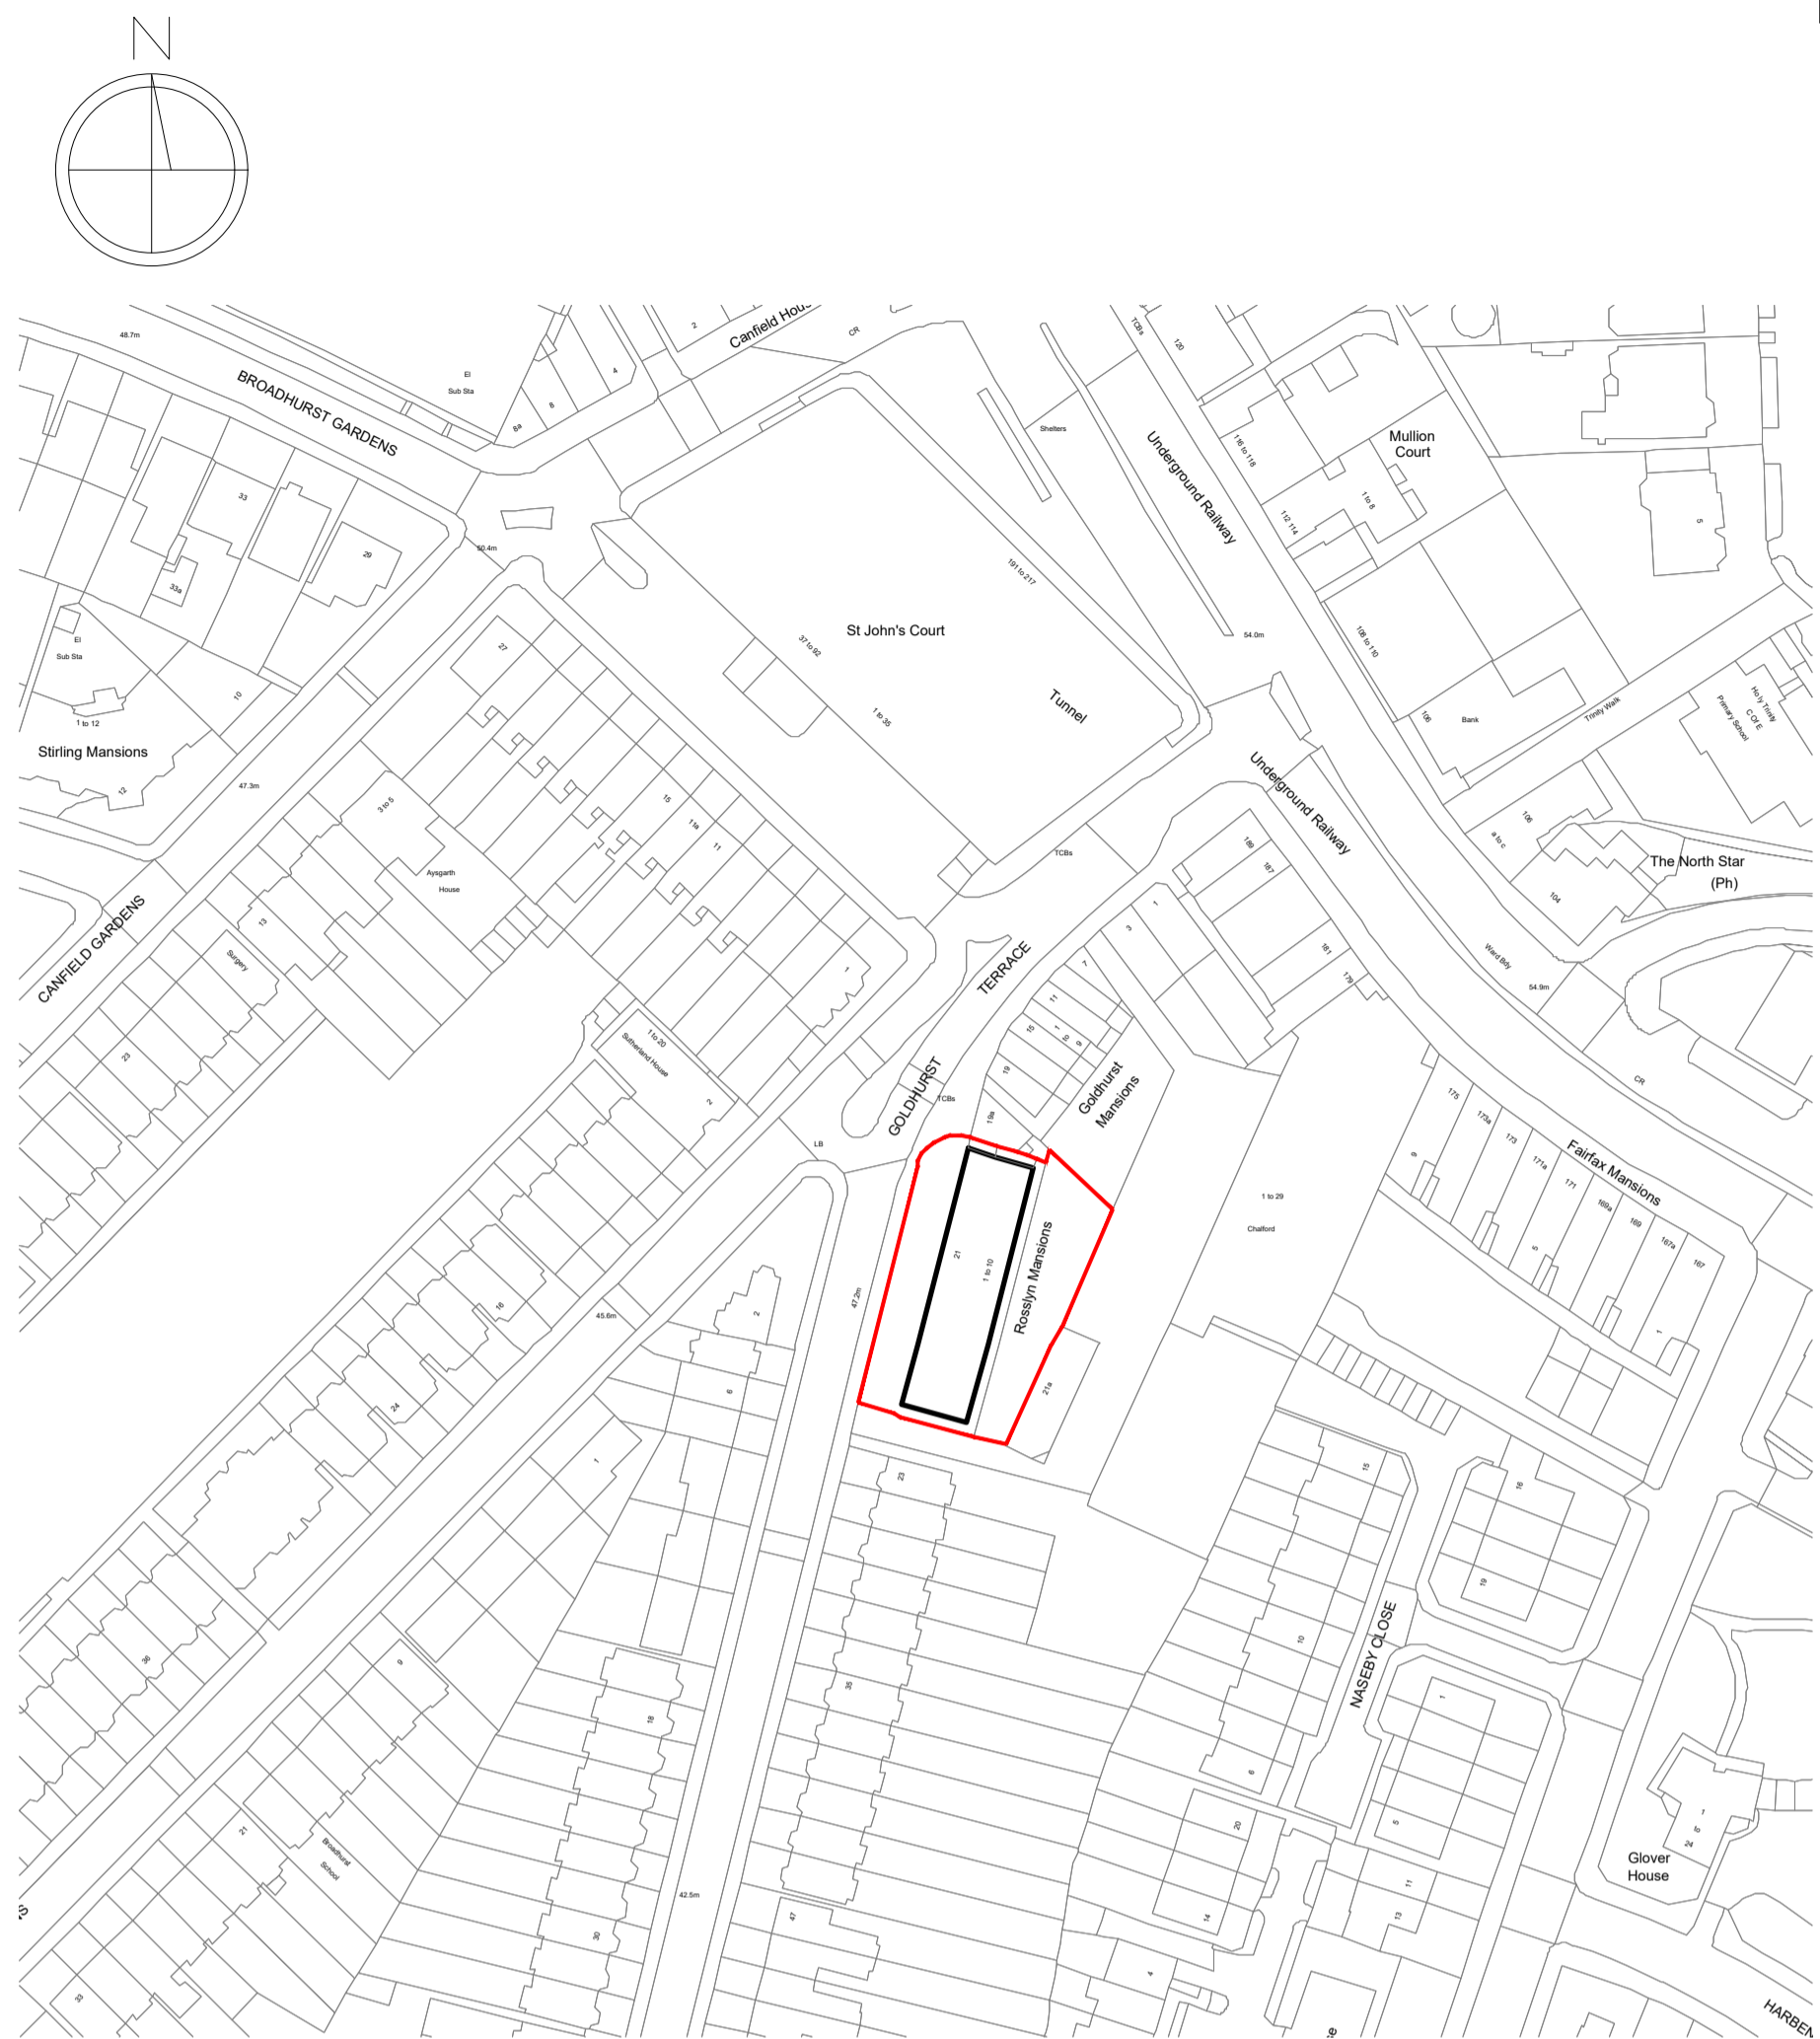 N
48.7m
BROADHURST GARDENS
El
Sub Sta
2
Canfield
CR
4
8
8a
TCBs
120
Shelters
Underground Railway
116 to 118
Mullion
Court
1 to 8
112 114
5
33
29
33a
50.4m
El
Sub Sta
10
1 to 12
Stirling Mansions
12
47.3m
27
37 to 92
St John's Court
191 to 217
1 to 35
Tunnel
54.0m
108 to 110
106
Bank
Trinity Walk
Holy Trinity
C Of E
Primary School
3 to 5
15
11a
11
Aysgarth
House
13
Surgery
CANFIELD GARDENS
23
1
TCBs
Underground Railway
189
187
181
179
106
a to c
The North Star
(Ph)
104
Ward Bdy
54.9m
CR
GOLDHURST
TERRACE
1
3
7
11
15
1
10
9
19
19a
Goldhurst
Mansions
TCBs
1 to 20
Sutherland House
2
LB
175
173a
173
171a
171
169a
169
167a
167
Fairfax Mansions
9
5
1
1 to 29
Chalford
21
1 to 10
Rosslyn Mansions
47.2m
21a
16
45.6m
2
6
24
1
23
15
16
19
10
NASEBY CLOSE
36
9
18
35
1
6
5
20
14
11
13
1
to
24
Glover
House
21
Broadhurst
School
42.5m
47
30
33
4
HARBEN